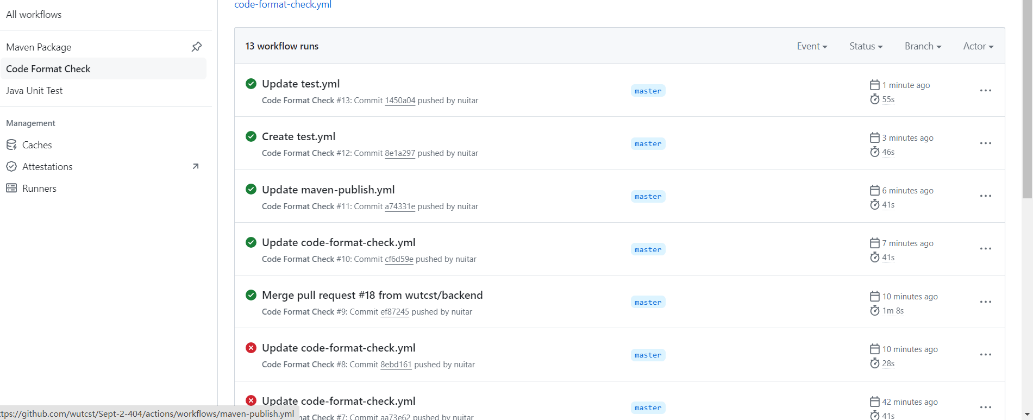 code-format-check.yml
All workflows
Maven Package
Code Format Check
Java Unit Test
Management
Caches
Attestations
Runners
13 workflow runs
Event Status Branch Actor
Update test.yml
Code Format Check #13: Commit 1450a04 pushed by nuitar
master
1 minute ago
55s
Create test.yml
Code Format Check #12: Commit 8e1a297 pushed by nuitar
master
3 minutes ago
46s
Update maven-publish.yml
Code Format Check #11: Commit a74331e pushed by nuitar
master
6 minutes ago
41s
Update code-format-check.yml
Code Format Check #10: Commit cf6d59e pushed by nuitar
master
7 minutes ago
41s
Merge pull request #18 from wutcst/backend
Code Format Check #9: Commit ef87245 pushed by nuitar
master
10 minutes ago
1m 8s
Update code-format-check.yml
Code Format Check #8: Commit 8ebd161 pushed by nuitar
master
10 minutes ago
28s
Update code-format-check.yml
mat Check #7: Commit aa73e62 pushed by nuitar
master
42 minutes ago
41s
ttps://github.com/wutcst/Sept-2-404/actions/workflows/maven-publish.yml